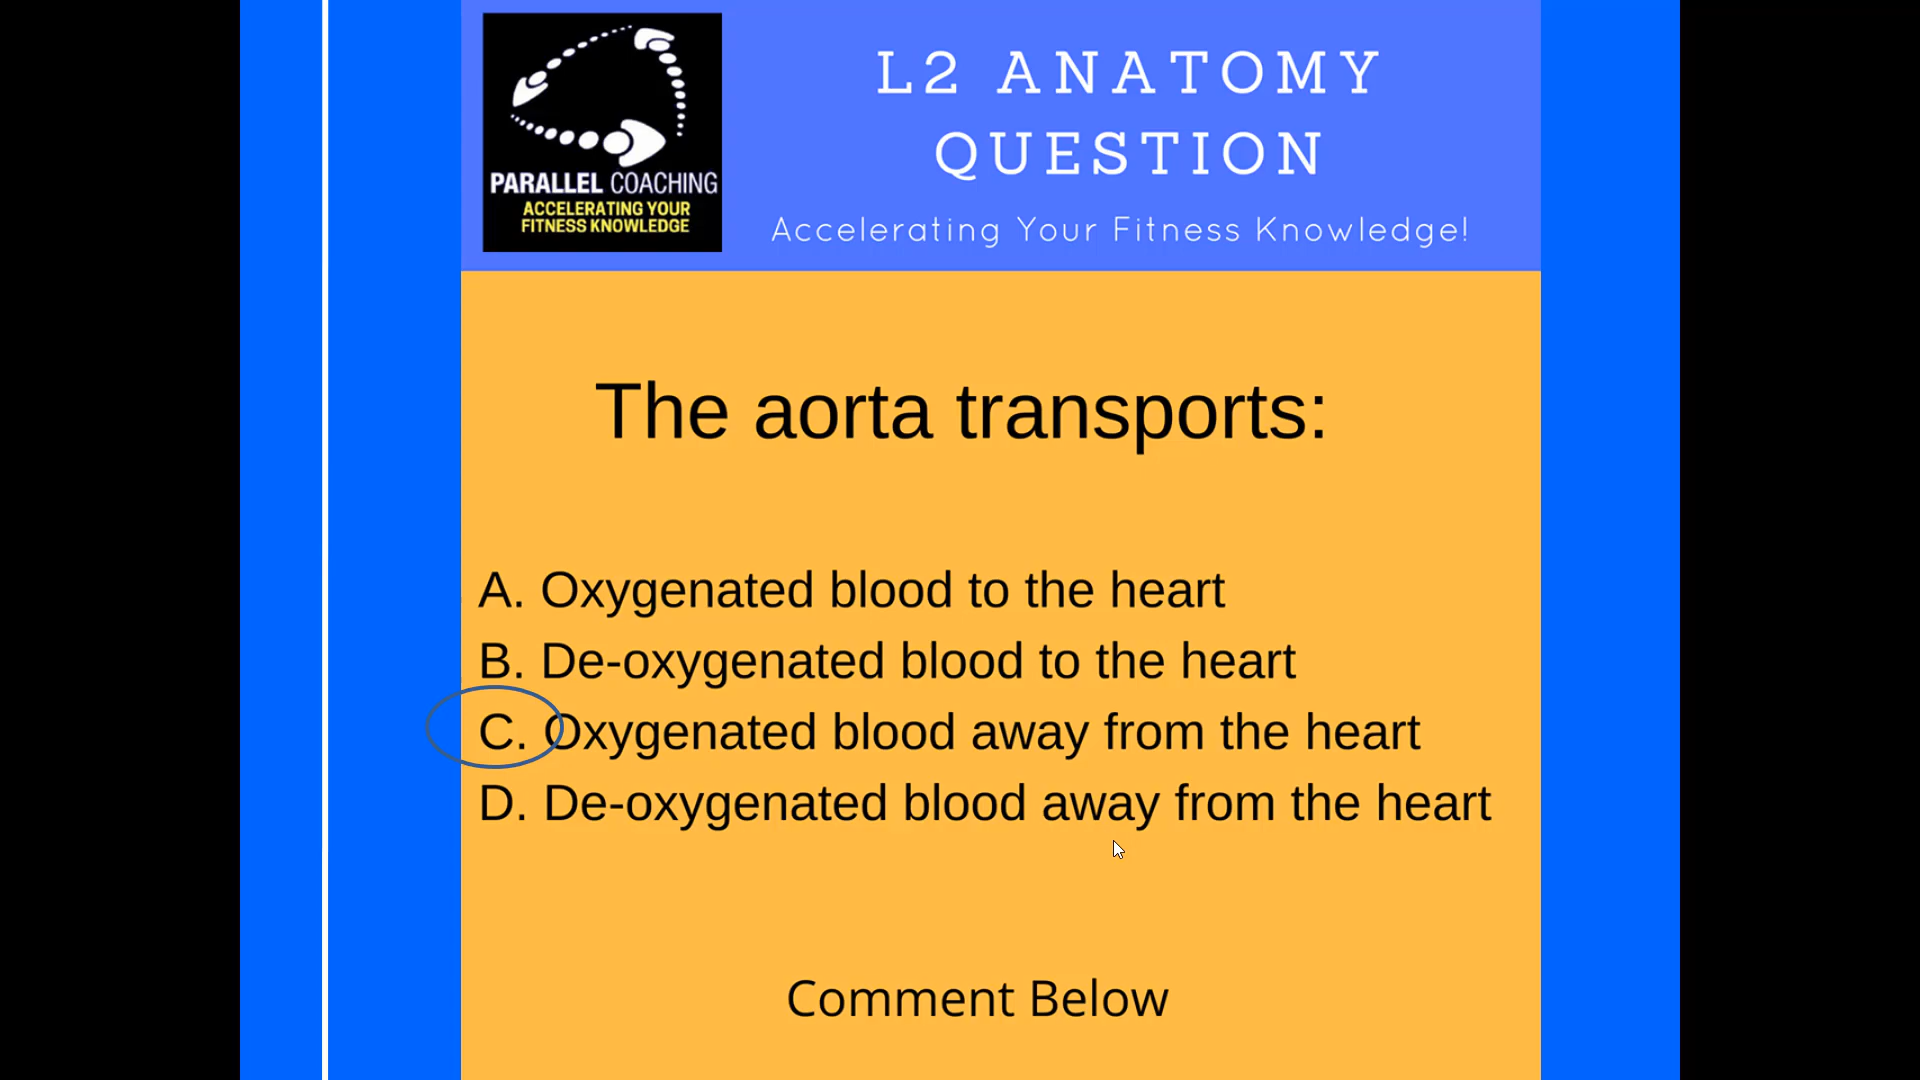 PARALLEL COACHING
ACCELERATING YOUR
FITNESS KNOWLEDGE
L2 ANATOMY
QUESTION
Accelerating Your Fitness Knowledge!
The aorta transports:
A. Oxygenated blood to the heart
B. De-oxygenated blood to the heart
C. Oxygenated blood away from the heart
D. De-oxygenated blood away from the heart
Comment Below